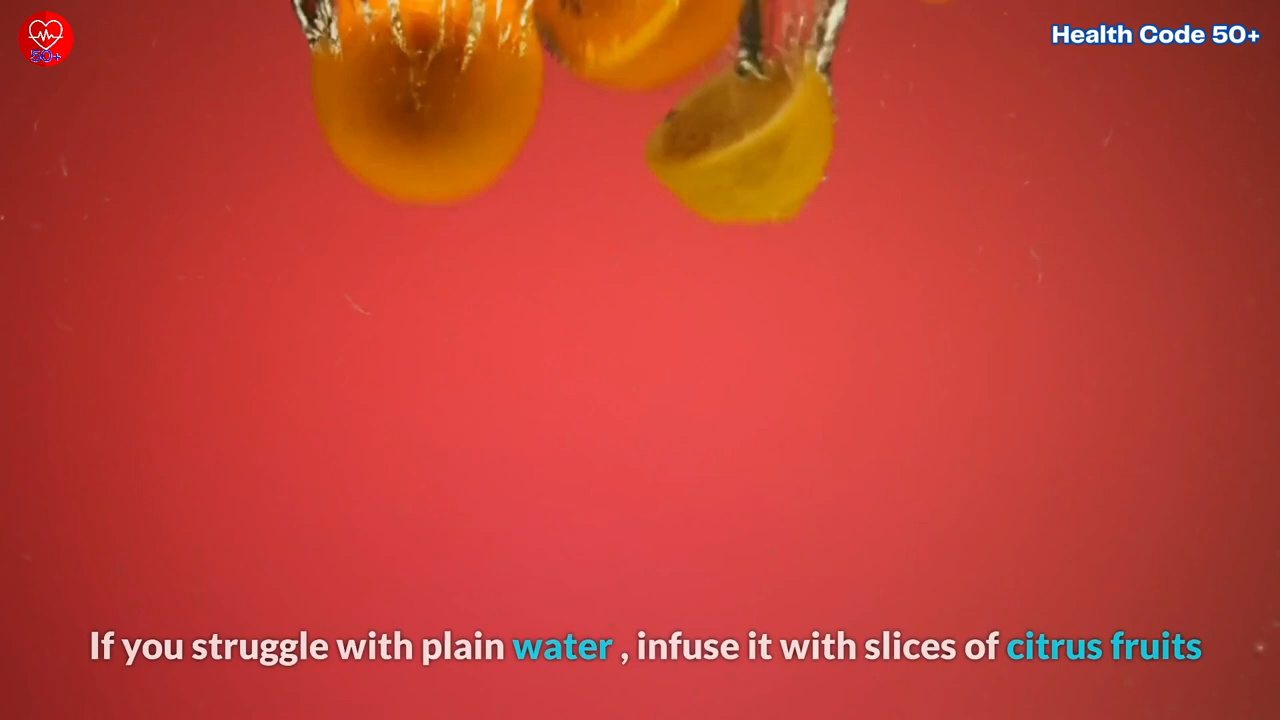 50+
Health Code 50+
If you struggle with plain water , infuse it with slices of citrus fruits